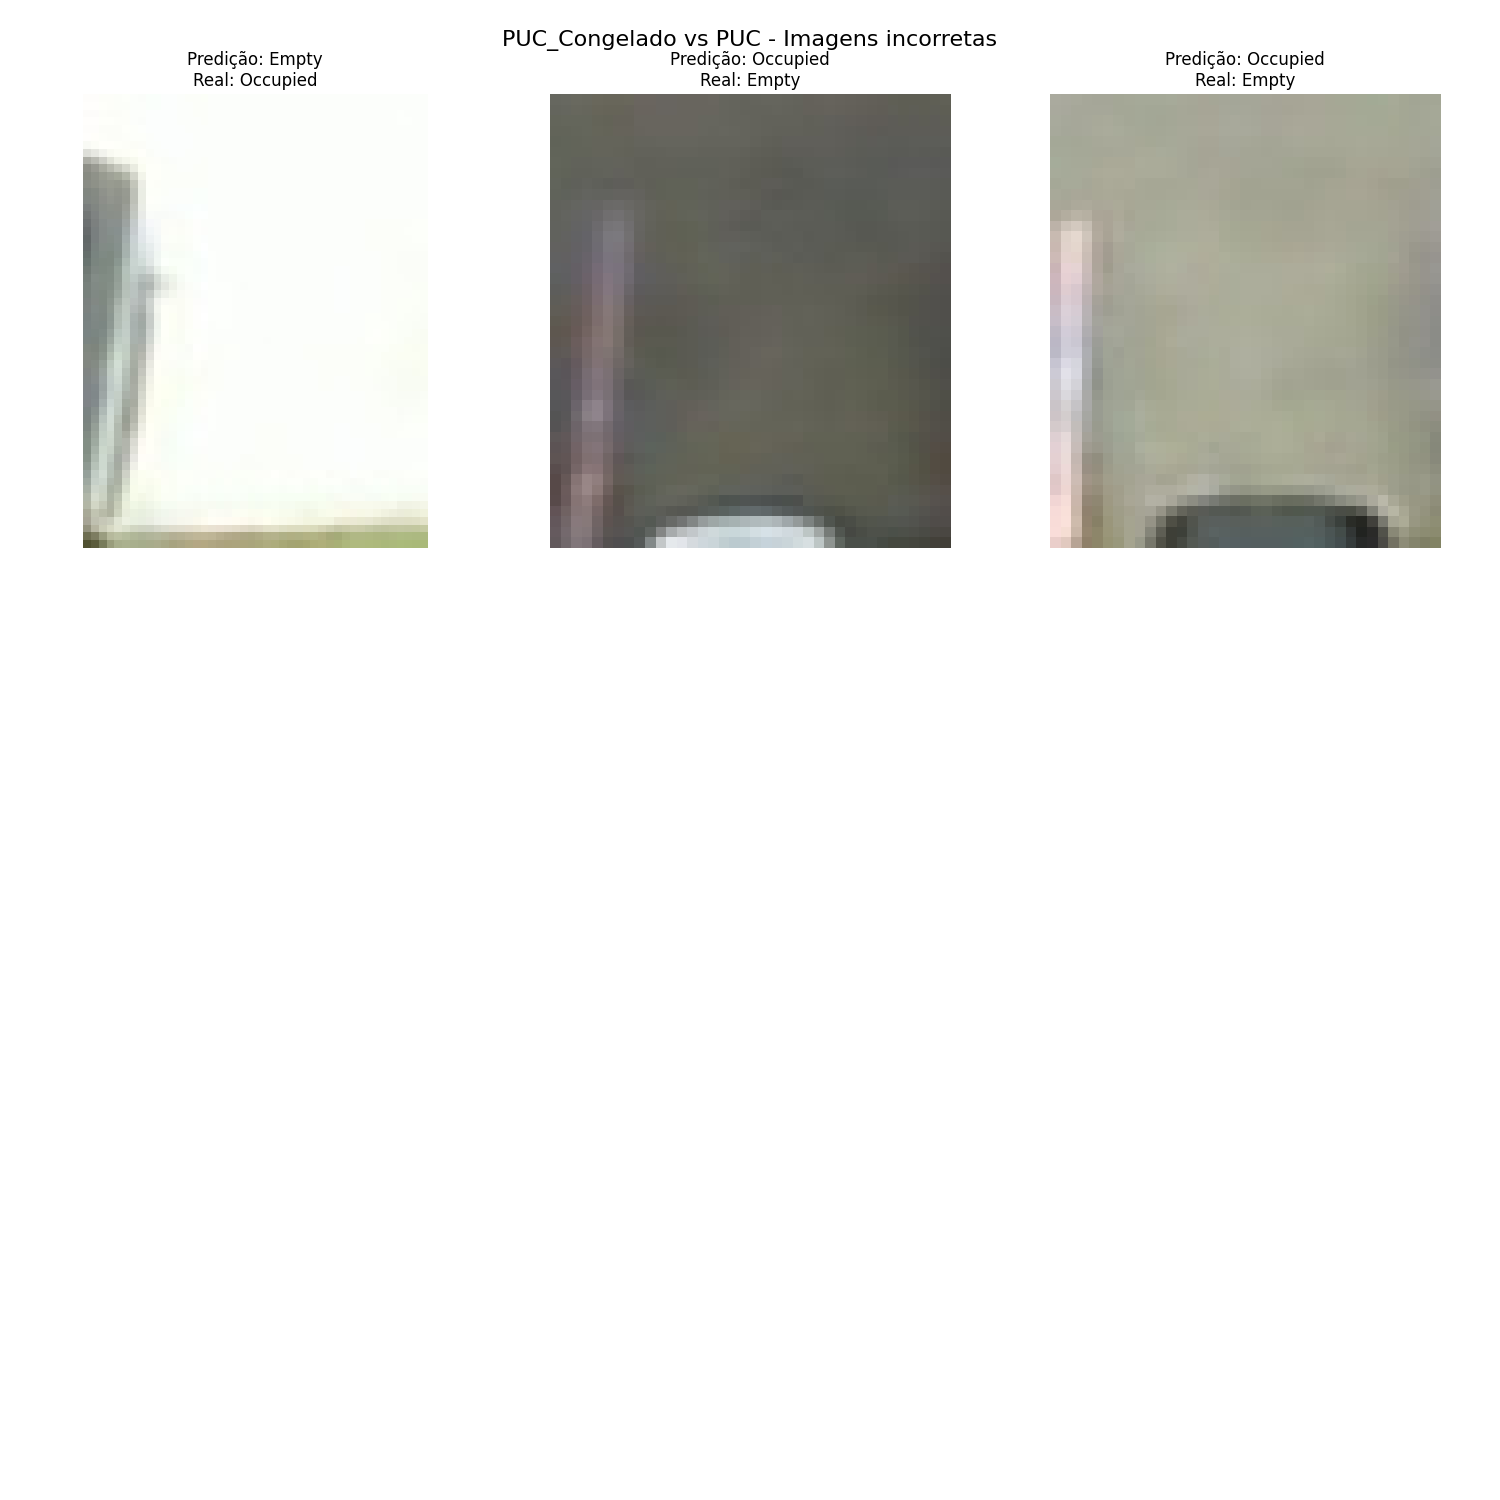 PUC_Congelado vs PUC - Imagens incorretas
Predição: Empty
Real: Occupied
Predição: Occupied
Real: Empty
Predição: Occupied
Real: Empty